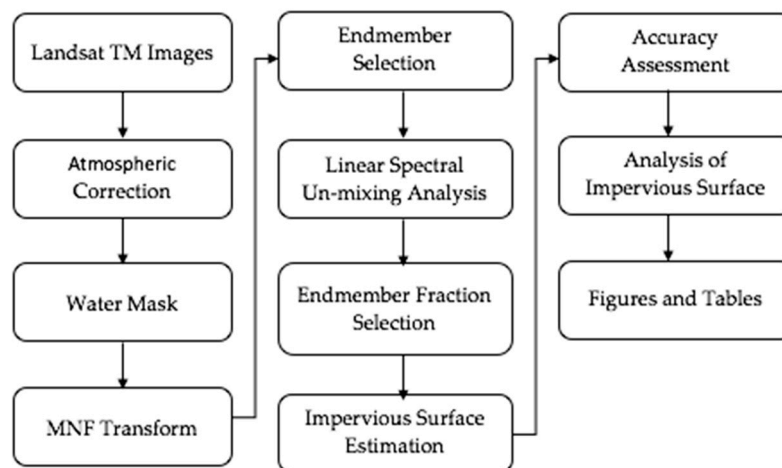 Landsat TM Images
Atmospheric
Correction
Water Mask
MNF Transform
Endmember
Selection
Linear Spectral
Un-mixing Analysis
Endmember Fraction
Selection
Impervious Surface
Estimation
Accuracy
Assessment
Analysis of
Impervious Surface
Figures and Tables